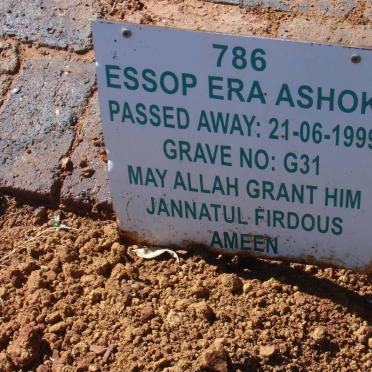 786
ESSOP ERA ASHOK
PASSED AWAY: 21-06-1999
GRAVE NO: G31
MAY ALLAH GRANT HIM
JANNATUL FIRDOUS
AMEEN